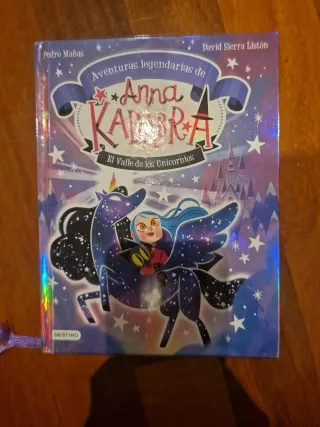 Pedro Mañas
David Sierra Listón
Aventuras legendarias de
Anna
KADABRA
El Valle de los Unicornios
DESTINO